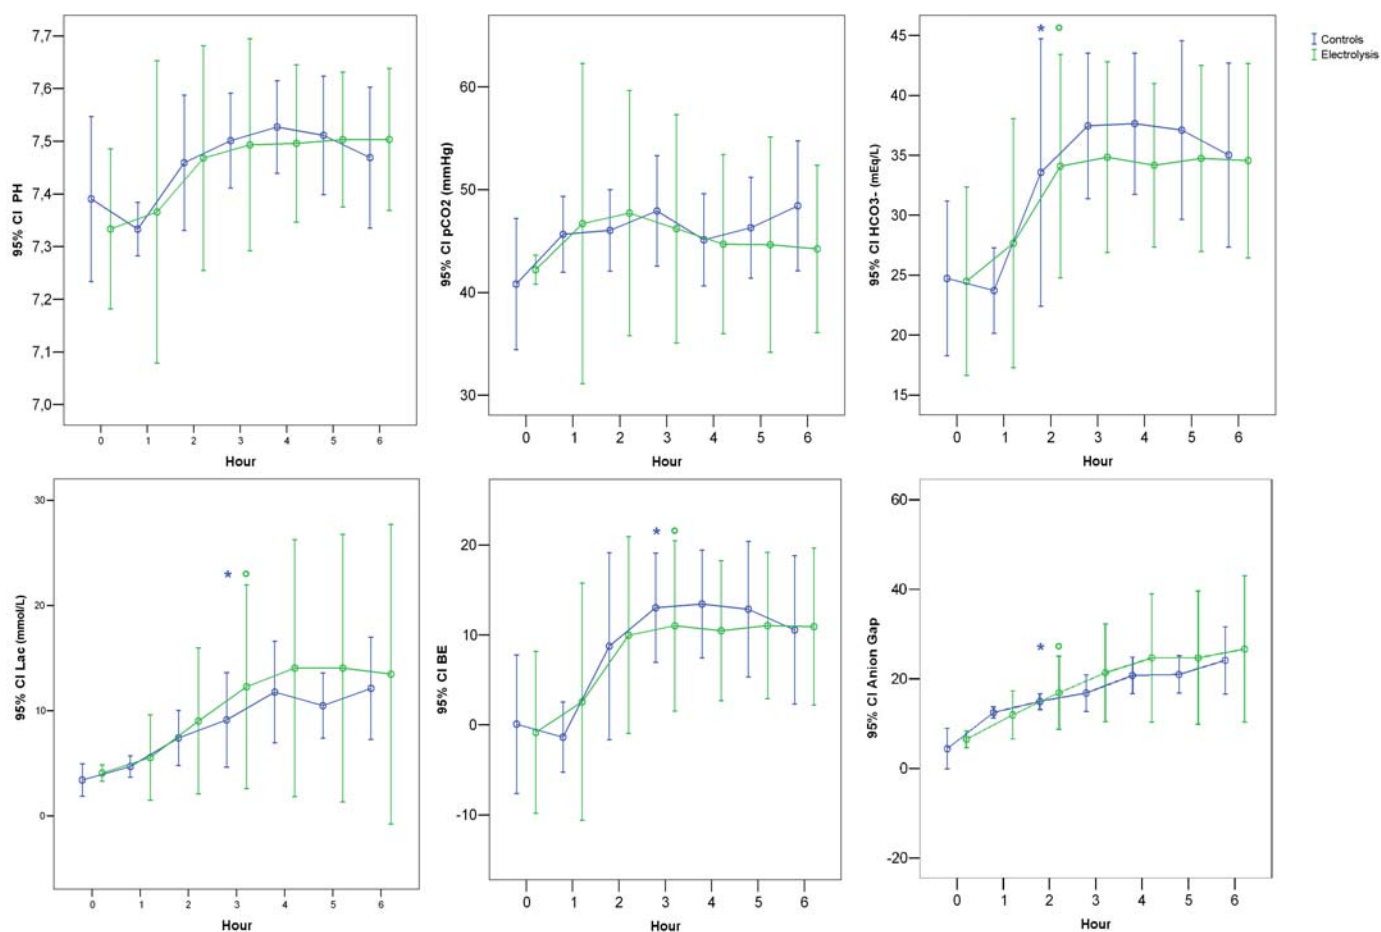 95% CI PH
7,7
7,6
7,5
7,4
7,3
7,2
7,1
7,0
0 1 2 3 4 5 6
Hour
95% CI pCO2 (mmHg)
60
50
40
30
0 1 2 3 4 5 6
Hour
95% CI HCO3- (mEq/L)
45
40
35
30
25
20
15
* o
0 1 2 3 4 5 6
Hour
Controls
Electrolysis
95% CI Lac (mmol/L)
30
20
10
0
* o
0 1 2 3 4 5 6
Hour
95% CI BE
20
10
0
-10
* o
0 1 2 3 4 5 6
Hour
95% CI Anion Gap
60
40
20
0
-20
* o
0 1 2 3 4 5 6
Hour